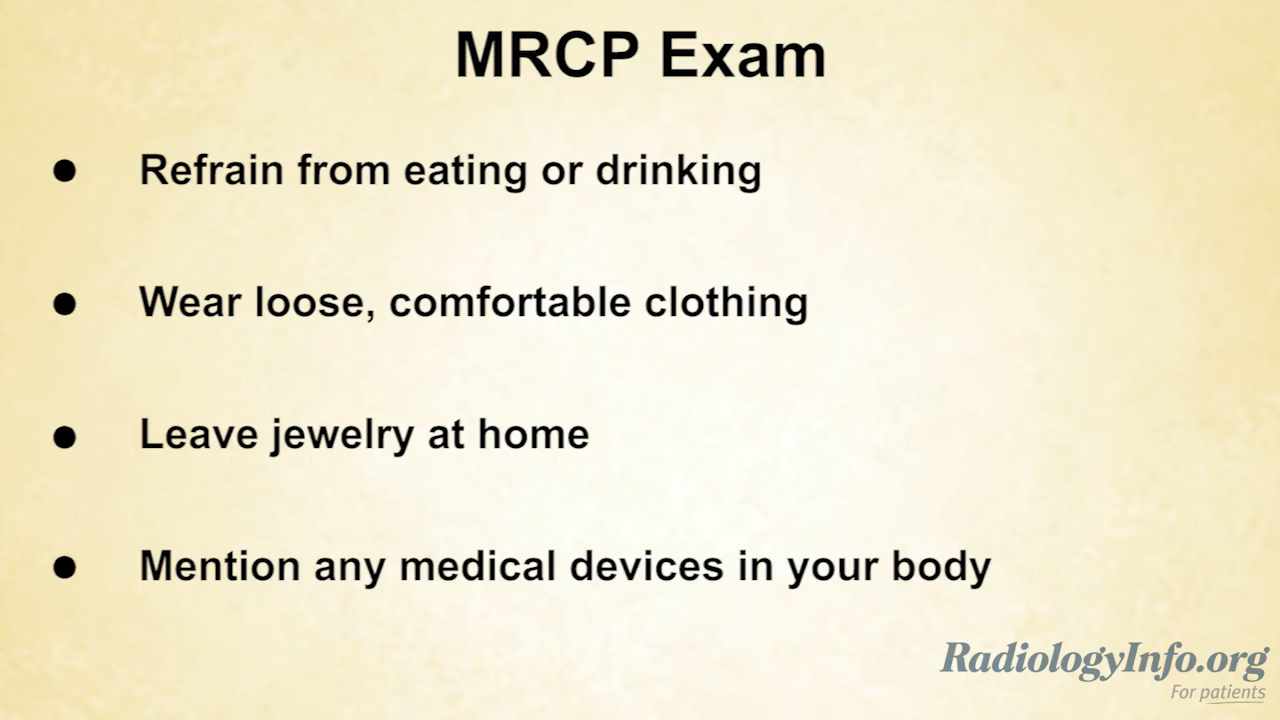 MRCP Exam
● Refrain from eating or drinking
● Wear loose, comfortable clothing
● Leave jewelry at home
● Mention any medical devices in your body
RadiologyInfo.org
For patients